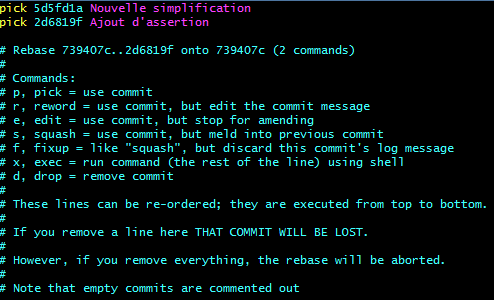 pick 5d5fd1a Nouvelle simplification
pick 2d6819f Ajout d'assertion

# Rebase 739407c..2d6819f onto 739407c (2 commands)
#
# Commands:
# p, pick = use commit
# r, reword = use commit, but edit the commit message
# e, edit = use commit, but stop for amending
# s, squash = use commit, but meld into previous commit
# f, fixup = like "squash", but discard this commit's log message
# x, exec = run command (the rest of the line) using shell
# d, drop = remove commit
#
# These lines can be re-ordered; they are executed from top to bottom.
#
# If you remove a line here THAT COMMIT WILL BE LOST.
#
# However, if you remove everything, the rebase will be aborted.
#
# Note that empty commits are commented out